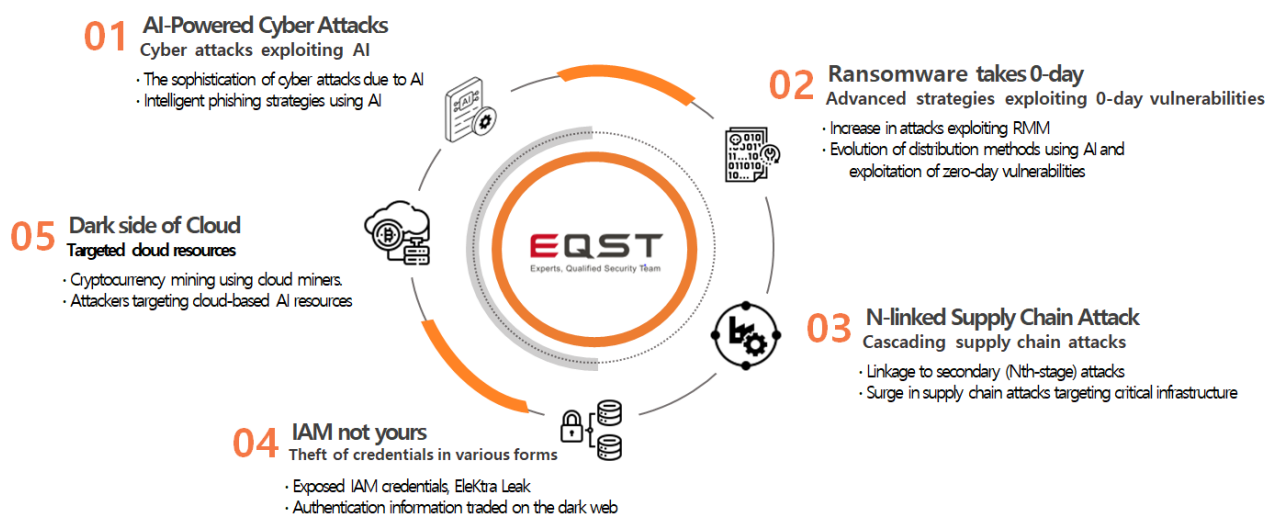 01
AI-Powered Cyber Attacks
Cyber attacks exploiting AI
· The sophistication of cyber attacks due to AI
· Intelligent phishing strategies using AI
AI
02
Ransomware takes 0-day
Advanced strategies exploiting 0-day vulnerabilities
· Increase in attacks exploiting RMM
· Evolution of distribution methods using AI and
exploitation of zero-day vulnerabilities
03
N-linked Supply Chain Attack
Cascading supply chain attacks
· Linkage to secondary (Nth-stage) attacks
· Surge in supply chain attacks targeting critical infrastructure
04
IAM not yours
Theft of credentials in various forms
· Exposed IAM credentials, EleKtra Leak
· Authentication information traded on the dark web
05
Dark side of Cloud
Targeted cloud resources
· Cryptocurrency mining using cloud miners.
· Attackers targeting cloud-based AI resources
EQST
Experts, Qualified Security Team